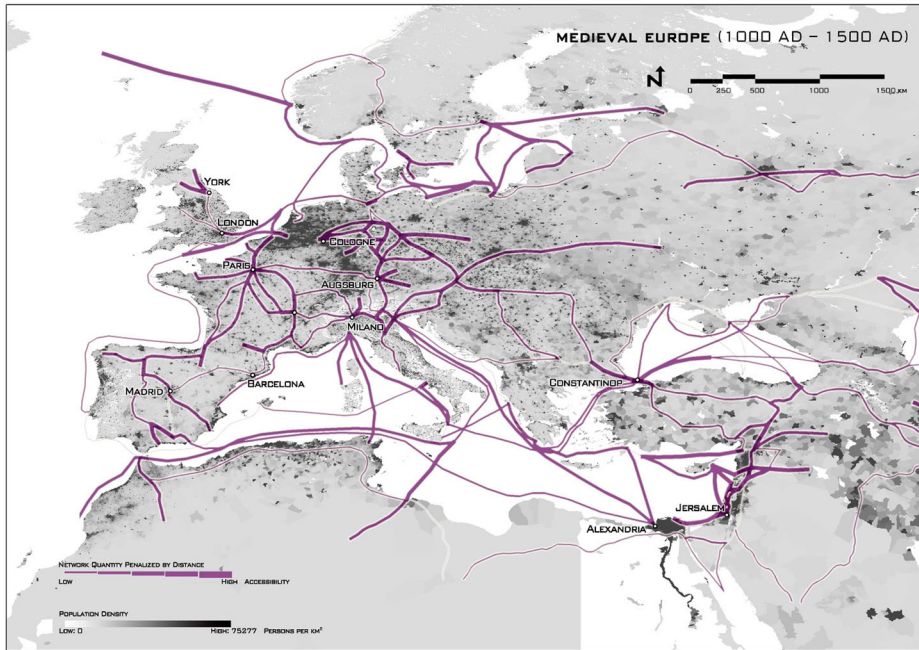 MEDIEVAL EUROPE (1000 AD – 1500 AD)
N
0 250 500 1000 1500 KM
YORK
LONDON
COLOGNE
PARIS
AUGSBURG
MILANO
BARCELONA
MADRID
CONSTANTINOP
JERSALEM
ALEXANDRIA
NETWORK QUANTITY PENALIZED BY DISTANCE
LOW HIGH ACCESSIBILITY
POPULATION DENSITY
LOW: 0 HIGH: 75277 PERSONS PER KM²